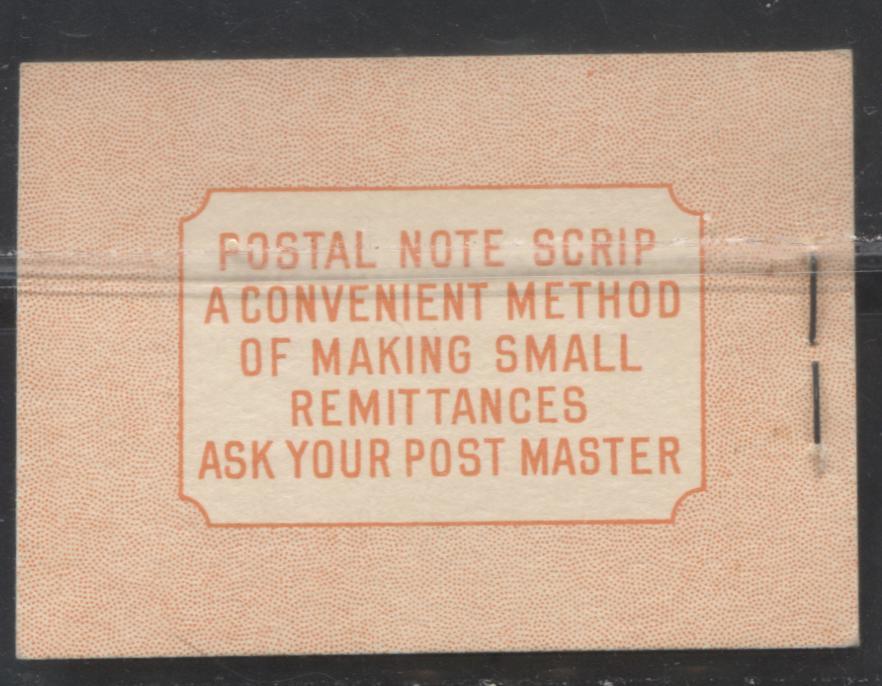 POSTAL NOTE SCRIP
A CONVENIENT METHOD
OF MAKING SMALL
REMITTANCES
ASK YOUR POST MASTER